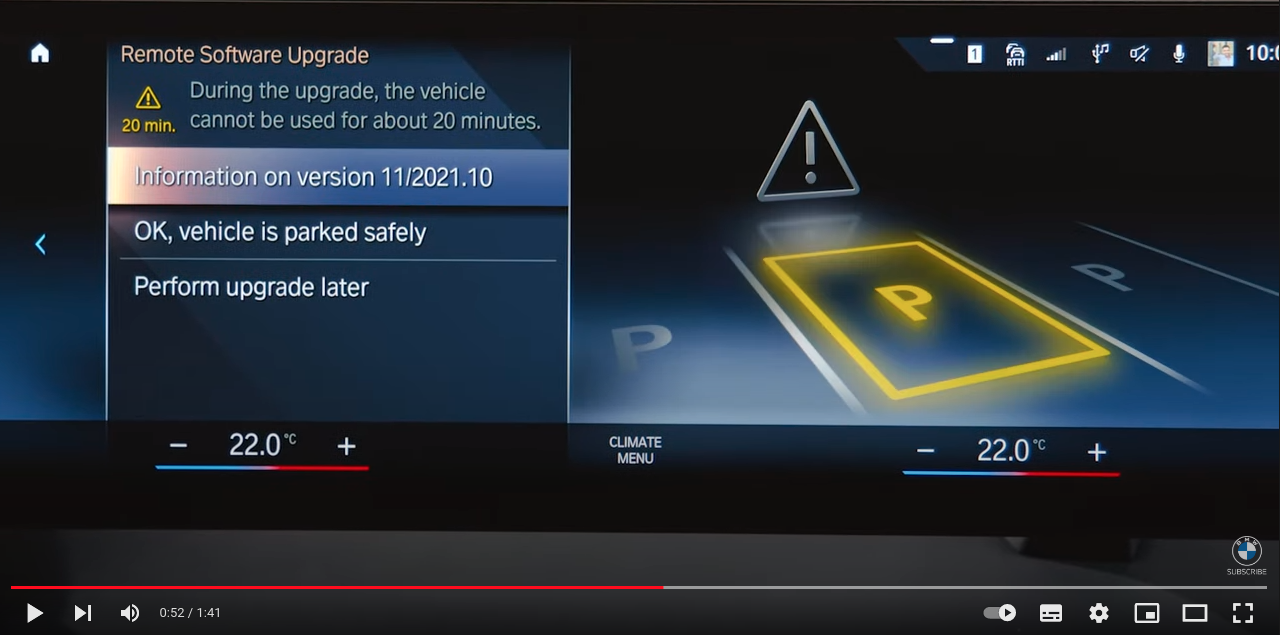 Remote Software Upgrade
During the upgrade, the vehicle
20 min.
cannot be used for about 20 minutes.
Information on version 11/2021.10
OK, vehicle is parked safely
Perform upgrade later
1
RTTI
P
P
P
22.0 °C
CLIMATE
MENU
22.0 °C
BMW
SUBSCRIBE
0:52 / 1:41